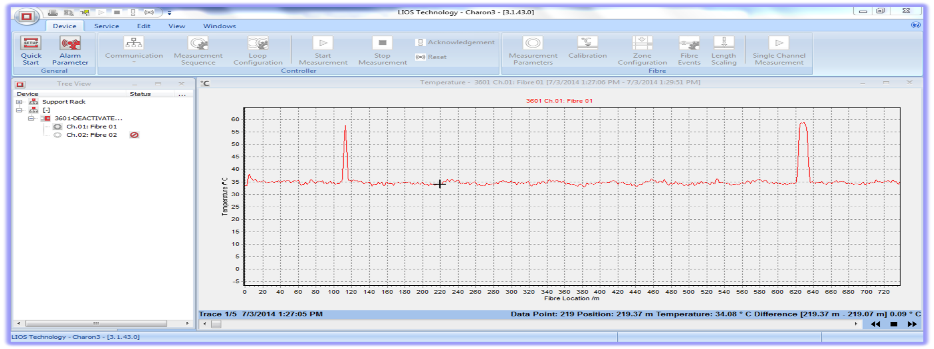 LIOS Technology - Charon3 - [3.1.43.0]
Device Service Edit View Windows
Quick Start
Alarm Parameter
General
Communication
Measurement Sequence
Loop Configuration
Start Measurement
Stop Measurement
Acknowledgement
Reset
Controller
Measurement Parameters
Calibration
Zone Configuration
Fibre Events
Length Scaling
Single Channel Measurement
Fibre
Tree View
Device Status ...
Support Rack
[-]
3601-DEACTIVATE...
Ch.01: Fibre 01
Ch.02: Fibre 02
°C
Temperature - 3601 Ch.01: Fibre 01 [7/3/2014 1:27:06 PM - 7/3/2014 1:29:51 PM]
3601 Ch.01: Fibre 01
Temperature/°C
60
55
50
45
40
35
30
25
20
15
10
5
0
-5
0 20 40 60 80 100 120 140 160 180 200 220 240 260 280 300 320 340 360 380 400 420 440 460 480 500 520 540 560 580 600 620 640 660 680 700 720
Fibre Location /m
Trace 1/5 7/3/2014 1:27:05 PM
Data Point: 219 Position: 219.37 m Temperature: 34.08 ° C Difference [219.37 m - 219.07 m] 0.09 ° C
LIOS Technology - Charon3 - [3.1.43.0]